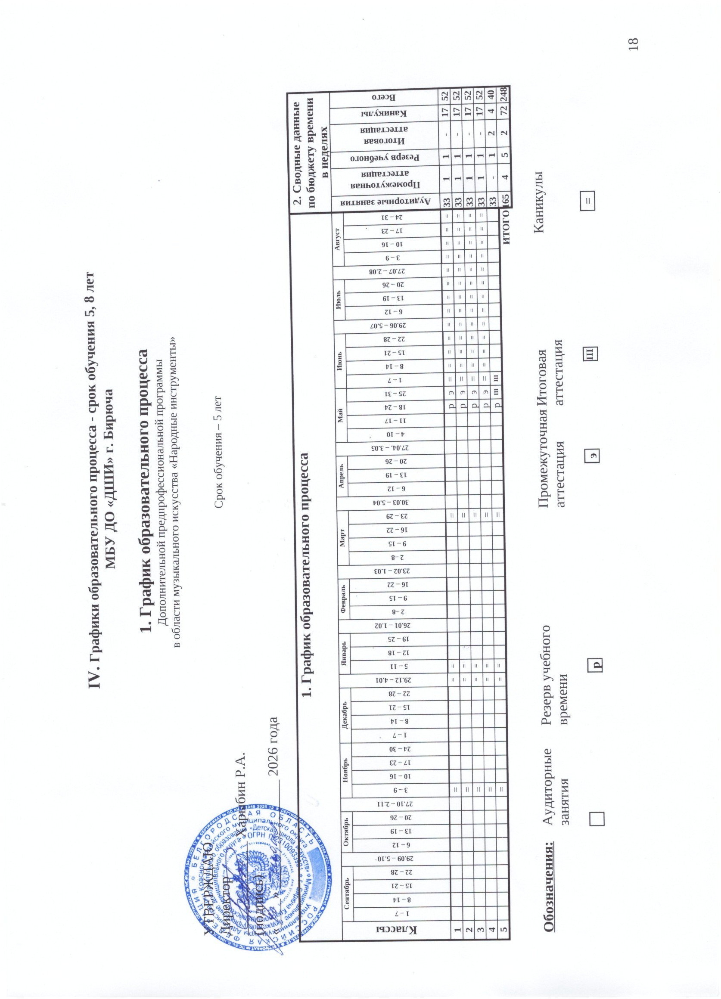 IV. Графики образовательного процесса - срок обучения 5, 8 лет
МБУ ДО «ДШИ» г. Бирюча
1. График образовательного процесса
Дополнительной предпрофессиональной программы
в области музыкального искусства «Народные инструменты»
Срок обучения – 5 лет
УТВЕРЖДАЮ
Директор
Харыбин Р.А.
(подпись)
« » 2026 года
1. График образовательного процесса
2. Сводные данные
по бюджету времени
в неделях
Классы Сентябрь 29.09 – 5.10 Октябрь 27.10 – 2.11 Ноябрь Декабрь 29.12 – 4.01 Январь 26.01 – 1.02 Февраль 23.02 – 1.03 Март 30.03 – 5.04 Апрель 27.04. – 3.05 Май Июнь 29.06 – 5.07 Июль 27.07 – 2.08 Август Аудиторные занятия Промежуточная аттестация Резерв учебного Итоговая аттестация Каникулы Всего
1 – 7 8 – 14 15 – 21 22 – 28 6 – 12 13 – 19 20 – 26 3 – 9 10 – 16 17 – 23 24 – 30 1 – 7 8 – 14 15 – 21 22 – 28 5 – 11 12 – 18 19 – 25 2 –8 9 – 15 16 – 22 2 –8 9 – 15 16 – 22 23 – 29 6 – 12 13 – 19 20 – 26 4 – 10 11 – 17 18 – 24 25 – 31 1 – 7 8 – 14 15 – 21 22 – 28 6 – 12 13 – 19 20 – 26 3 – 9 10 – 16 17 – 23 24 – 31
1 = = = = р э = = = = = = = = = = = = = 33 1 1 - 17 52
2 = = = = р э = = = = = = = = = = = = = 33 1 1 - 17 52
3 = = = = р э = = = = = = = = = = = = = 33 1 1 - 17 52
4 = = = = р э = = = = = = = = = = = = = 33 1 1 - 17 52
5 = = = = р III III 33 - 1 2 4 40
ИТОГО 165 4 5 2 72 248
Обозначения: Аудиторные Резерв учебного Промежуточная Итоговая Каникулы
занятия времени аттестация аттестация
р э III =
18